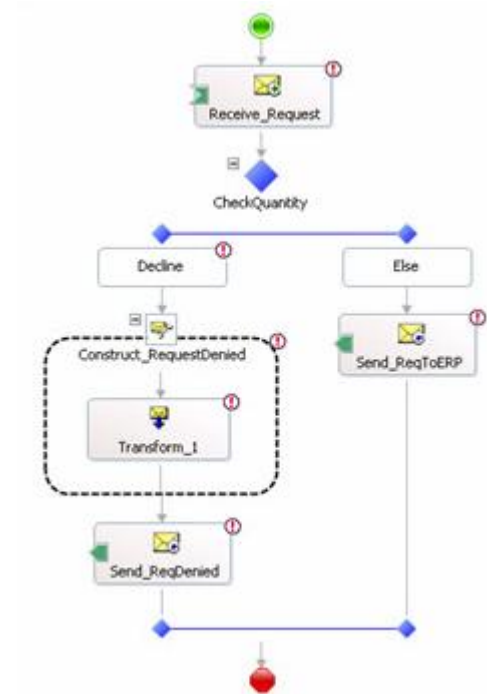 Receive_Request
CheckQuantity
Decline
Else
Construct_RequestDenied
Send_ReqToERP
Transform_1
Send_ReqDenied